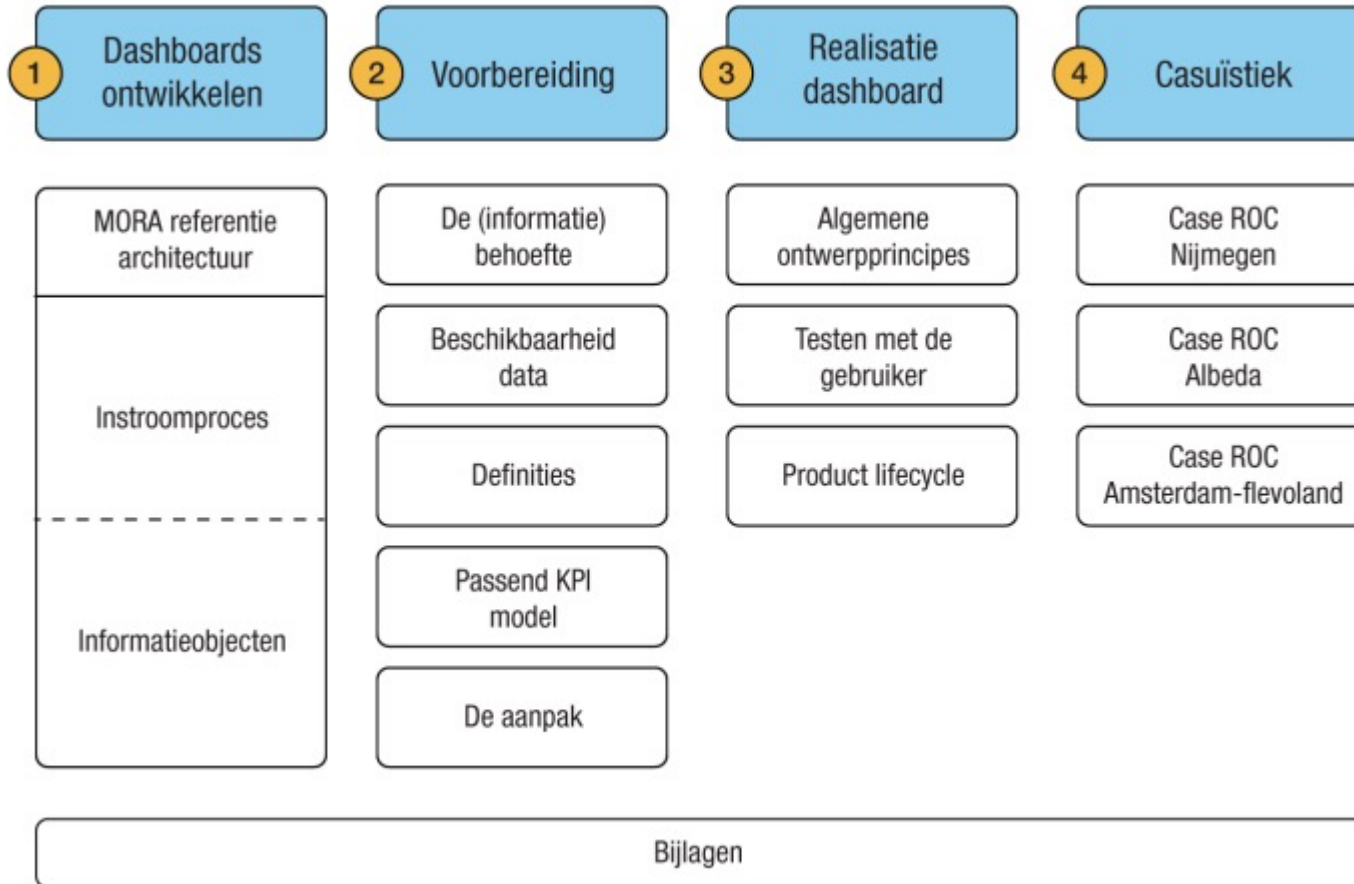 1
Dashboards
ontwikkelen
2
Voorbereiding
3
Realisatie
dashboard
4
Casuïstiek
MORA referentie
architectuur
Instroomproces
Informatieobjecten
De (informatie)
behoefte
Beschikbaarheid
data
Definities
Passend KPI
model
De aanpak
Algemene
ontwerpprincipes
Testen met de
gebruiker
Product lifecycle
Case ROC
Nijmegen
Case ROC
Albeda
Case ROC
Amsterdam-flevoland
Bijlagen